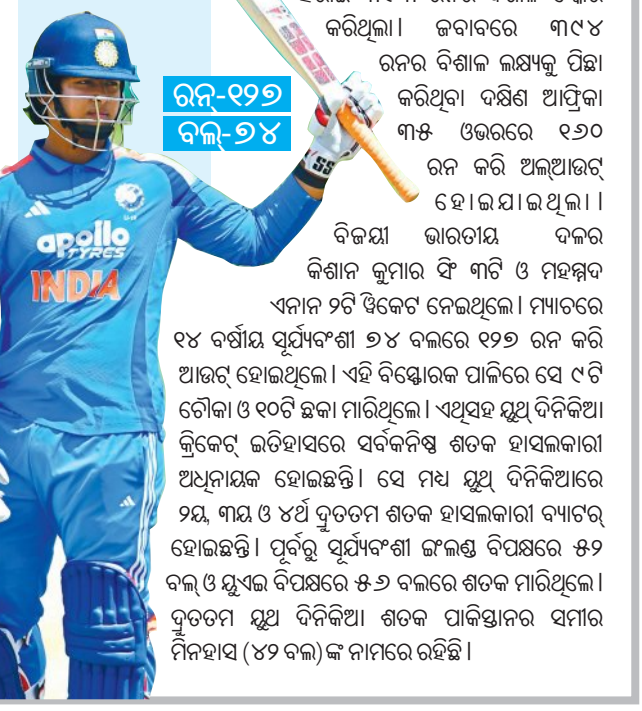 କରିଥିଲା। ଜବାବରେ ୩୯୪
ରନର ବିଶାଳ ଲକ୍ଷ୍ୟକୁ ପିଛା
ରନ୍-୧୨୭
ବଲ୍-୭୪
କରିଥିବା ଦକ୍ଷିଣ ଆଫ୍ରିକା
୩୫ ଓଭରରେ ୧୬୦
ରନ କରି ଅଲ୍‌ଆଉଟ୍
ହୋଇଯାଇଥିଲା।
ବିଜୟୀ ଭାରତୀୟ ଦଳର
କିଶାନ କୁମାର ସିଂ ୩ଟି ଓ ମହମ୍ମଦ
ଏନାନ ୨ଟି ୱିକେଟ ନେଇଥିଲେ। ମ୍ୟାଚରେ
୧୪ ବର୍ଷୀୟ ସୂର୍ଯ୍ୟବଂଶୀ ୭୪ ବଲରେ ୧୨୭ ରନ କରି
ଆଉଟ୍ ହୋଇଥିଲେ। ଏହି ବିସ୍ଫୋରକ ପାଳିରେ ସେ ୯ଟି
ଚୌକା ଓ ୧୦ଟି ଛକା ମାରିଥିଲେ। ଏଥିସହ ୟୁଥ୍ ଦିନିକିଆ
କ୍ରିକେଟ୍ ଇତିହାସରେ ସର୍ବକନିଷ୍ଠ ଶତକ ହାସଲକାରୀ
ଅଧିନାୟକ ହୋଇଛନ୍ତି। ସେ ମଧ୍ୟ ୟୁଥ୍ ଦିନିକିଆରେ
୨ୟ, ୩ୟ ଓ ୪ର୍ଥ ଦ୍ରୁତତମ ଶତକ ହାସଲକାରୀ ବ୍ୟାଟର୍
ହୋଇଛନ୍ତି। ପୂର୍ବରୁ ସୂର୍ଯ୍ୟବଂଶୀ ଇଂଲଣ୍ଡ ବିପକ୍ଷରେ ୫୨
ବଲ୍ ଓ ୟୁଏଇ ବିପକ୍ଷରେ ୫୬ ବଲରେ ଶତକ ମାରିଥିଲେ।
ଦ୍ରୁତତମ ୟୁଥ ଦିନିକିଆ ଶତକ ପାକିସ୍ତାନର ସମୀର
ମିନହାସ (୪୨ ବଲ)ଙ୍କ ନାମରେ ରହିଛି।
SS
apollo
TYRES
INDIA